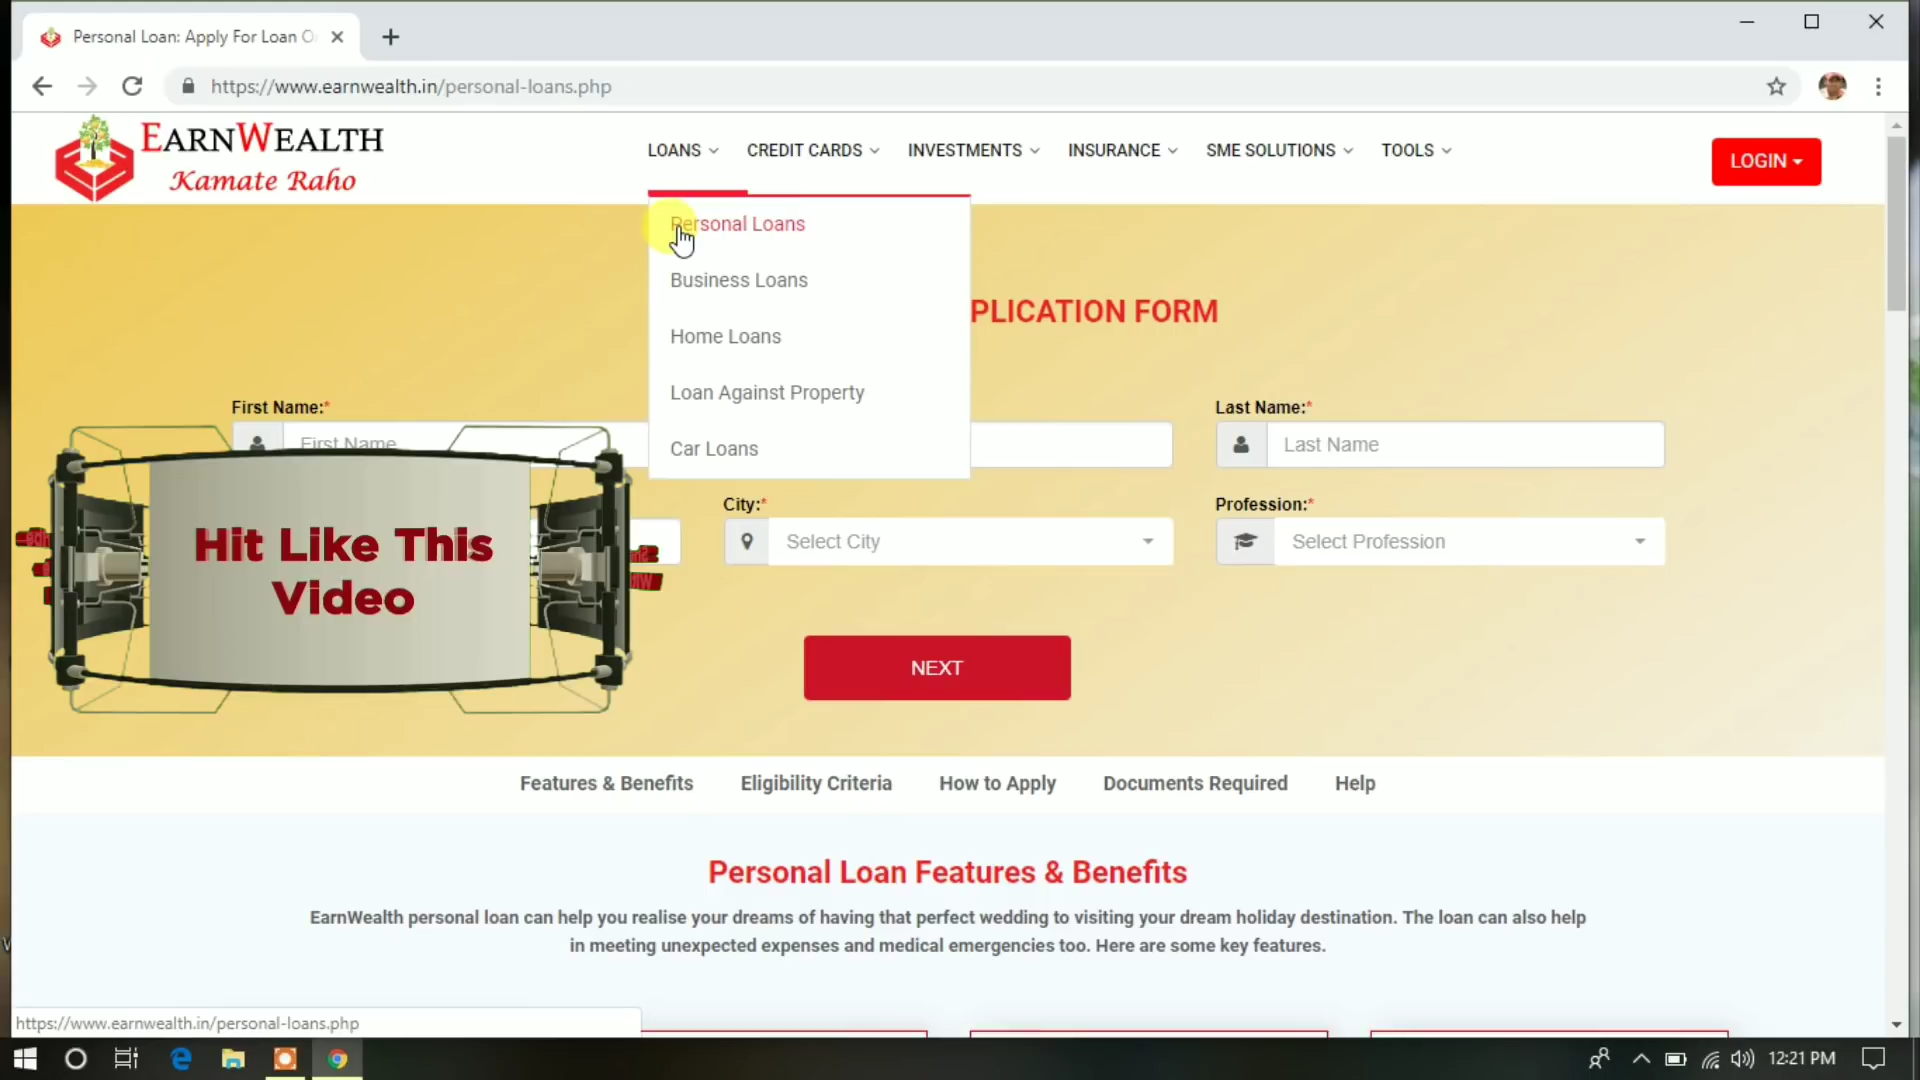 Personal Loan: Apply For Loan O
https://www.earnwealth.in/personal-loans.php
EARNWEALTH
Kamate Raho
LOANS
CREDIT CARDS
INVESTMENTS
INSURANCE
SME SOLUTIONS
TOOLS
LOGIN
Personal Loans
Business Loans
Home Loans
Loan Against Property
Car Loans
PLICATION FORM
First Name:*
Last Name:*
First Name
Last Name
City:*
Profession:*
Select City
Select Profession
Hit Like This
Video
NEXT
Features & Benefits
Eligibility Criteria
How to Apply
Documents Required
Help
Personal Loan Features & Benefits
EarnWealth personal loan can help you realise your dreams of having that perfect wedding to visiting your dream holiday destination. The loan can also help
in meeting unexpected expenses and medical emergencies too. Here are some key features.
https://www.earnwealth.in/personal-loans.php
12:21 PM